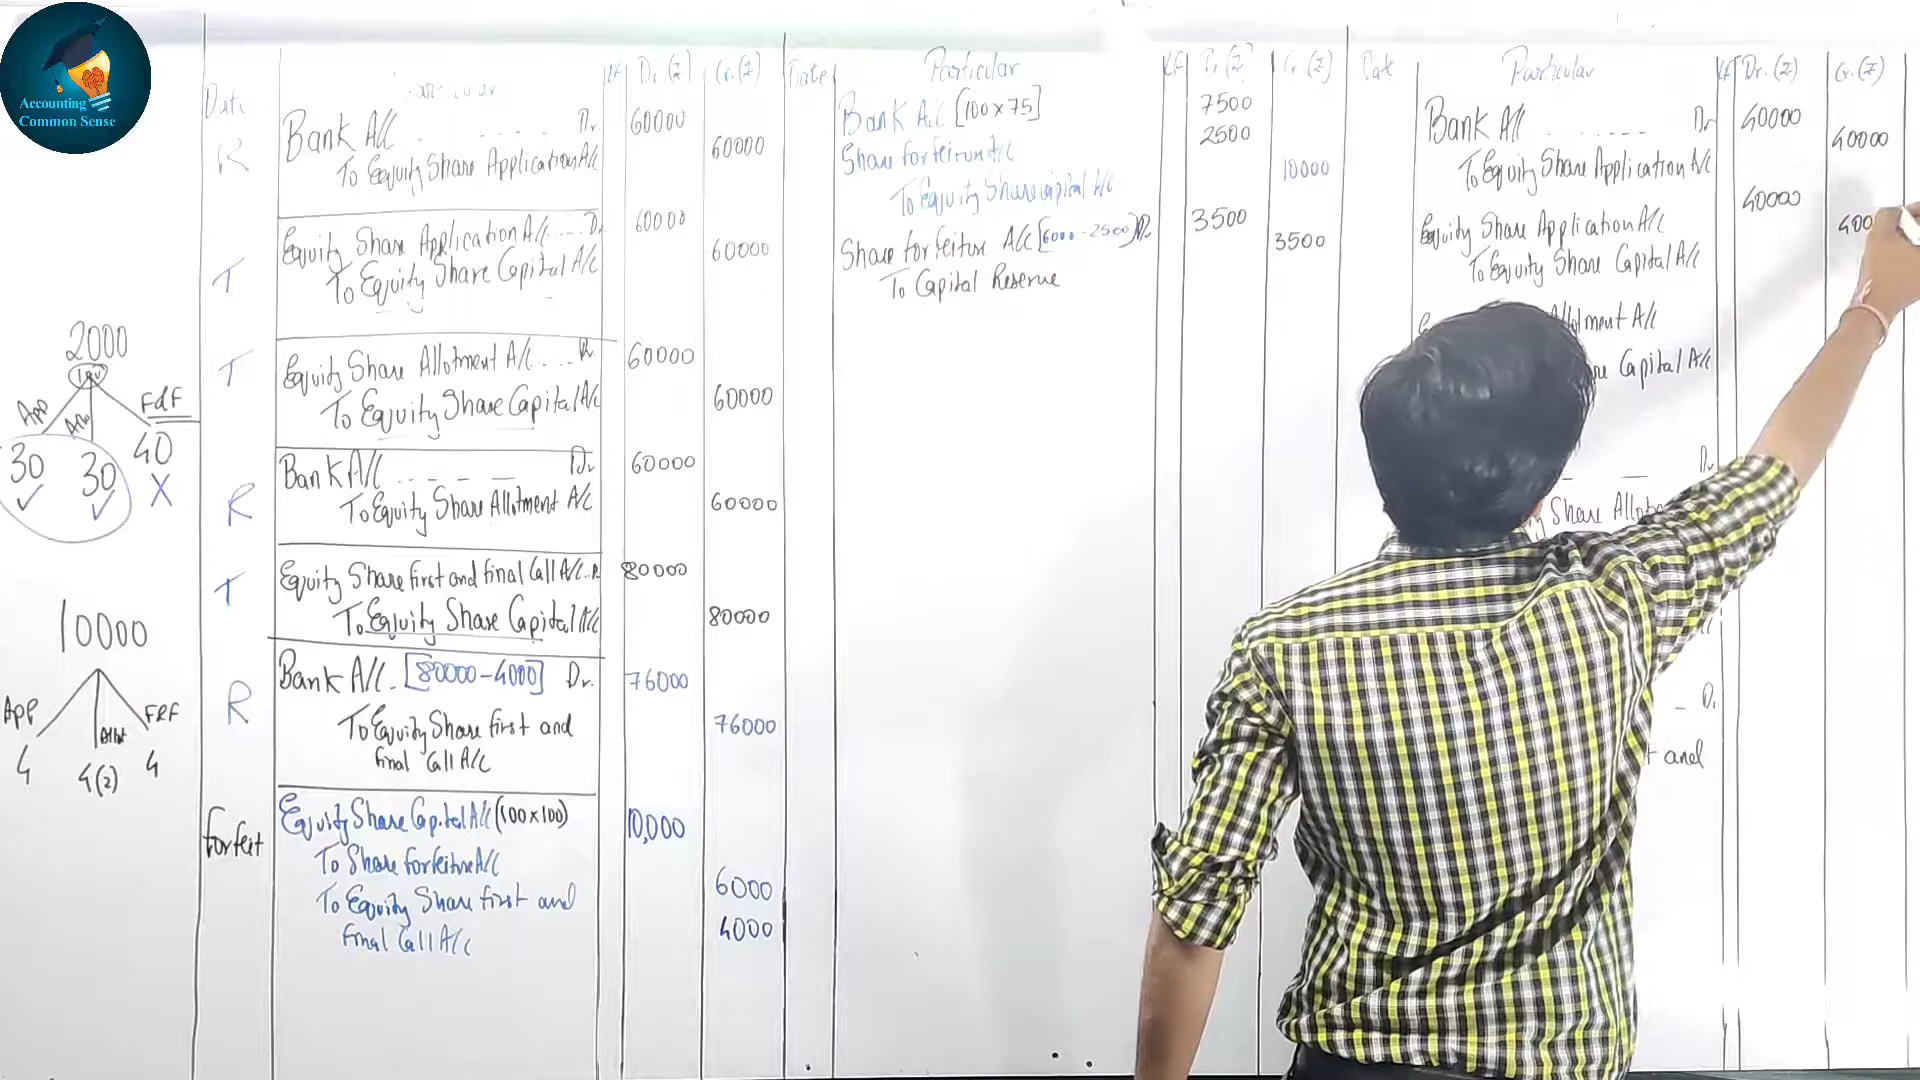 Accounting
Common Sense
2000
App
FdF
30
30
40
X
10000
App
Allot
F&F
4
4(2)
4
Date
LF
Dr. (₹)
Cr. (₹)
R
Bank A/C Dr
60000
To Equity Share Application A/C
60000
T
Equity Share Application A/C Dr
60000
To Equity Share Capital A/C
60000
T
Equity Share Allotment A/C Dr
60000
To Equity Share Capital A/C
60000
R
Bank A/C Dr
60000
To Equity Share Allotment A/C
60000
T
Equity Share first and final Call A/C
80000
To Equity Share Capital A/C
80000
R
Bank A/C [80000-4000] Dr.
76000
To Equity Share first and
final Call A/C
76000
forfeit
Equity Share Capital A/C (100×100)
10,000
To Share forfeiture A/C
6000
To Equity Share first and
final Call A/C
4000
Date
Particular
LF
Dr (₹)
Cr (₹)
Bank A/C [100×75]
7500
Share forfeiture A/C
2500
To Equity Share capital A/C
10000
Share forfeiture A/C [6000-2500] Dr
3500
To Capital Reserve
3500
Date
Particular
LF
Dr. (₹)
Cr. (₹)
Bank A/C Dr
40000
To Equity Share Application A/C
40000
Equity Share Application A/C
40000
To Equity Share Capital A/C
400
Allotment A/C
Capital A/C
Dr
Share
Dr
and